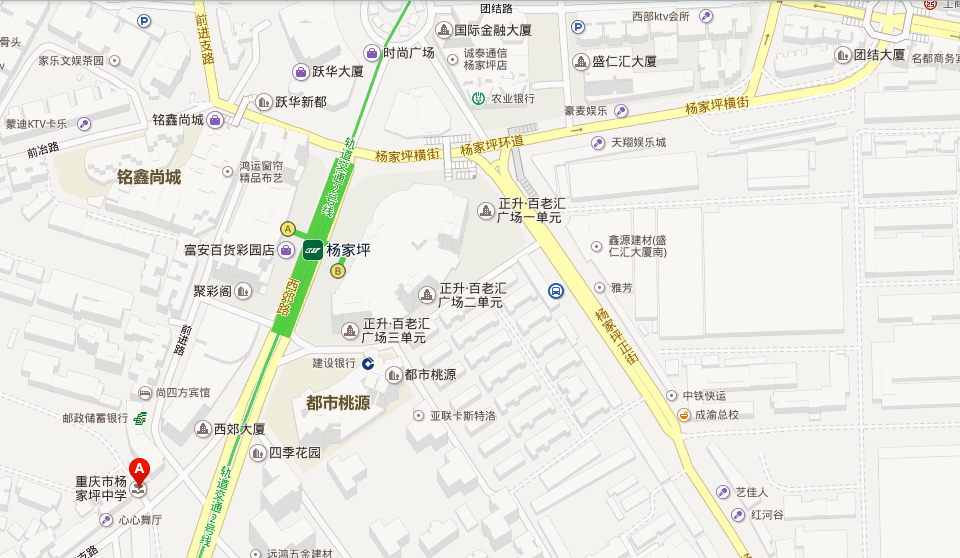 团结路
前进支路
P
国际金融大厦
西部ktv会所
P
工商
骨头
家乐文娱茶园
时尚广场
诚泰通信
杨家坪店
盛仁汇大厦
团结大厦
名都商务宾
跃华大厦
跃华新都
农业银行
豪麦娱乐
杨家坪横街
蒙迪KTV卡乐
铭鑫尚城
前冶路
轨道交通2号线
杨家坪横街
杨家坪环道
天翔娱乐城
铭鑫尚城
鸿运窗帘
精品布艺
正升·百老汇
广场一单元
A
富安百货彩园店
杨家坪
B
鑫源建材(盛
仁汇大厦南)
聚彩阁
西郊路
正升·百老汇
广场二单元
雅芳
前进路
正升·百老汇
广场三单元
杨家坪正街
建设银行
都市桃源
尚四方宾馆
都市桃源
中铁快运
邮政储蓄银行
亚联卡斯特洛
成渝总校
西郊大厦
四季花园
A
重庆市杨
家坪中学
轨道交通2号线
艺佳人
心心舞厅
红河谷
支路
远鸿五金建材
杨